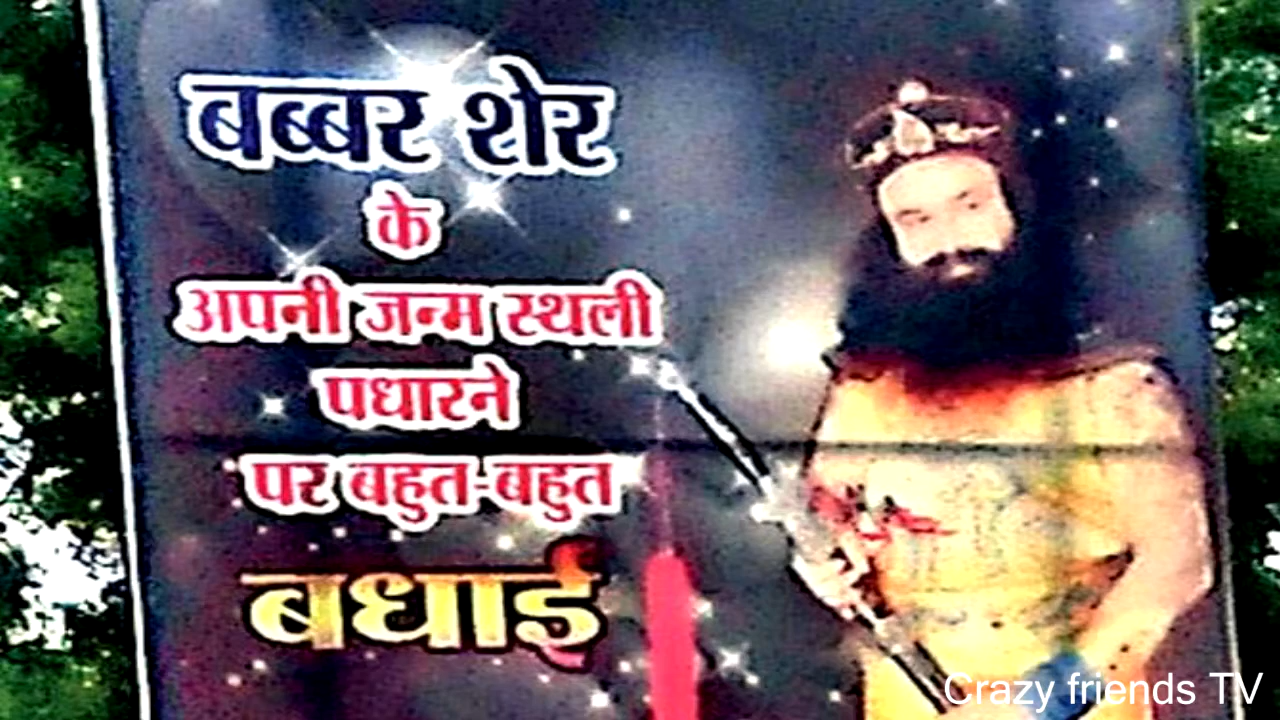 बब्बर शेर
के
अपनी जन्म स्थली
पधारने
पर बहुत-बहुत
बधाई
Crazy friends TV